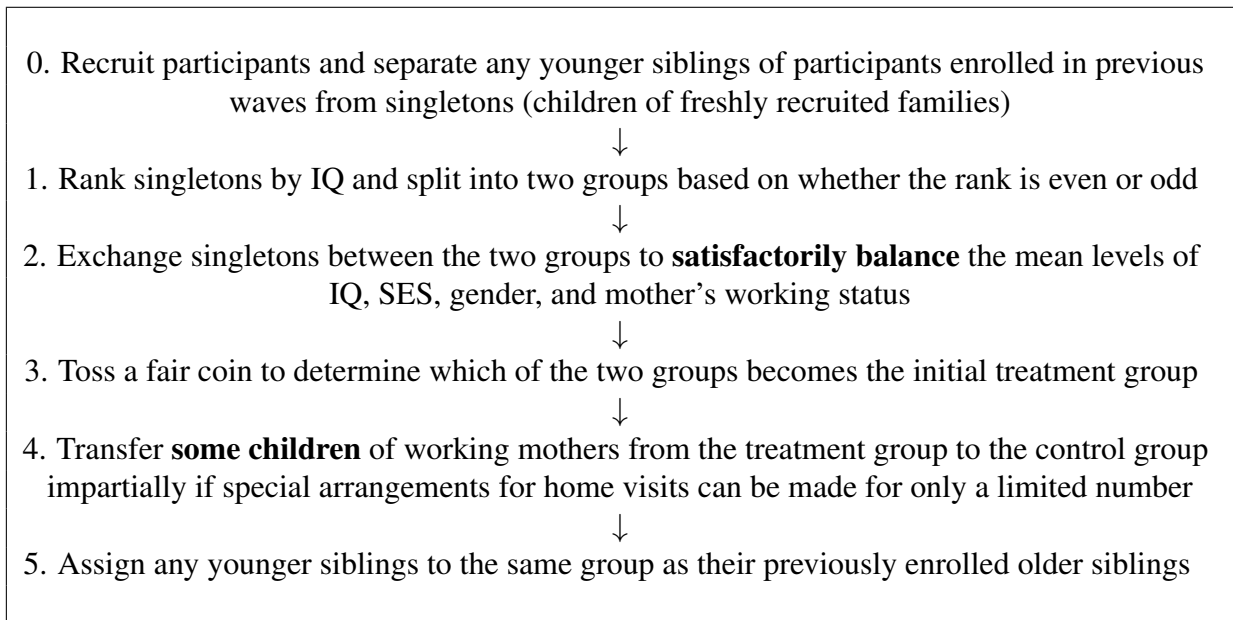 0. Recruit participants and separate any younger siblings of participants enrolled in previous
waves from singletons (children of freshly recruited families)
↓
1. Rank singletons by IQ and split into two groups based on whether the rank is even or odd
↓
2. Exchange singletons between the two groups to satisfactorily balance the mean levels of
IQ, SES, gender, and mother's working status
↓
3. Toss a fair coin to determine which of the two groups becomes the initial treatment group
↓
4. Transfer some children of working mothers from the treatment group to the control group
impartially if special arrangements for home visits can be made for only a limited number
↓
5. Assign any younger siblings to the same group as their previously enrolled older siblings